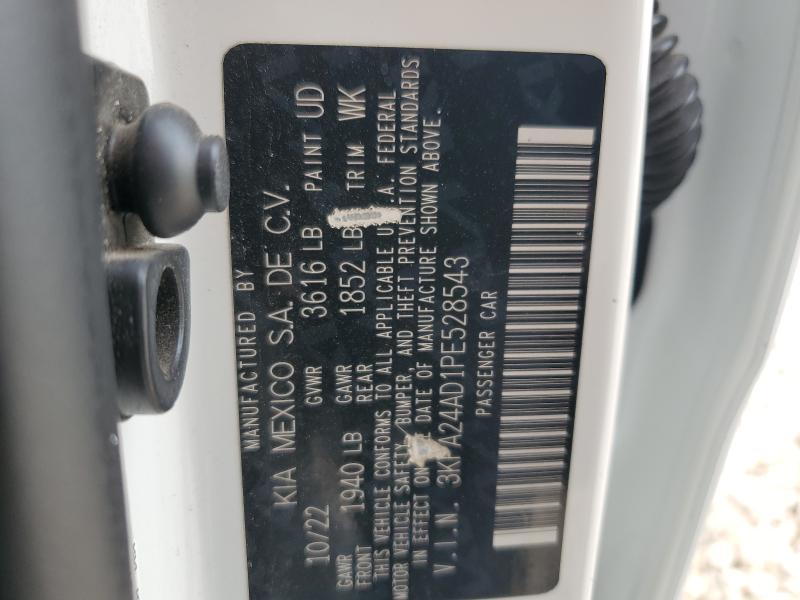 MANUFACTURED BY
KIA MEXICO S.A. DE C.V.
10/22 GVWR 3616 LB PAINT UD
GAWR FRONT 1940 LB GAWR REAR 1852 LB TRIM WK
THIS VEHICLE CONFORMS TO ALL APPLICABLE U. A. FEDERAL
MOTOR VEHICLE SAFETY, BUMPER, AND THEFT PREVENTION STANDARDS
IN EFFECT ON DATE OF MANUFACTURE SHOWN ABOVE.
V.I.N. 3K A24AD1PE528543
PASSENGER CAR